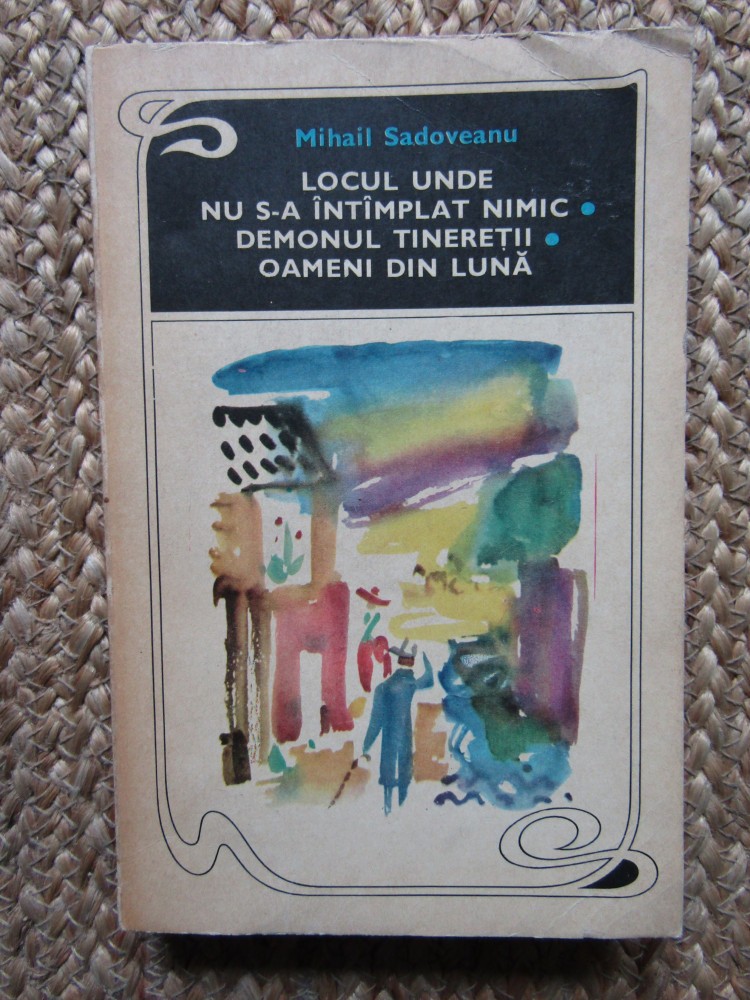 Mihail Sadoveanu
LOCUL UNDE
NU S-A ÎNTÎMPLAT NIMIC •
DEMONUL TINEREȚII •
OAMENI DIN LUNĂ